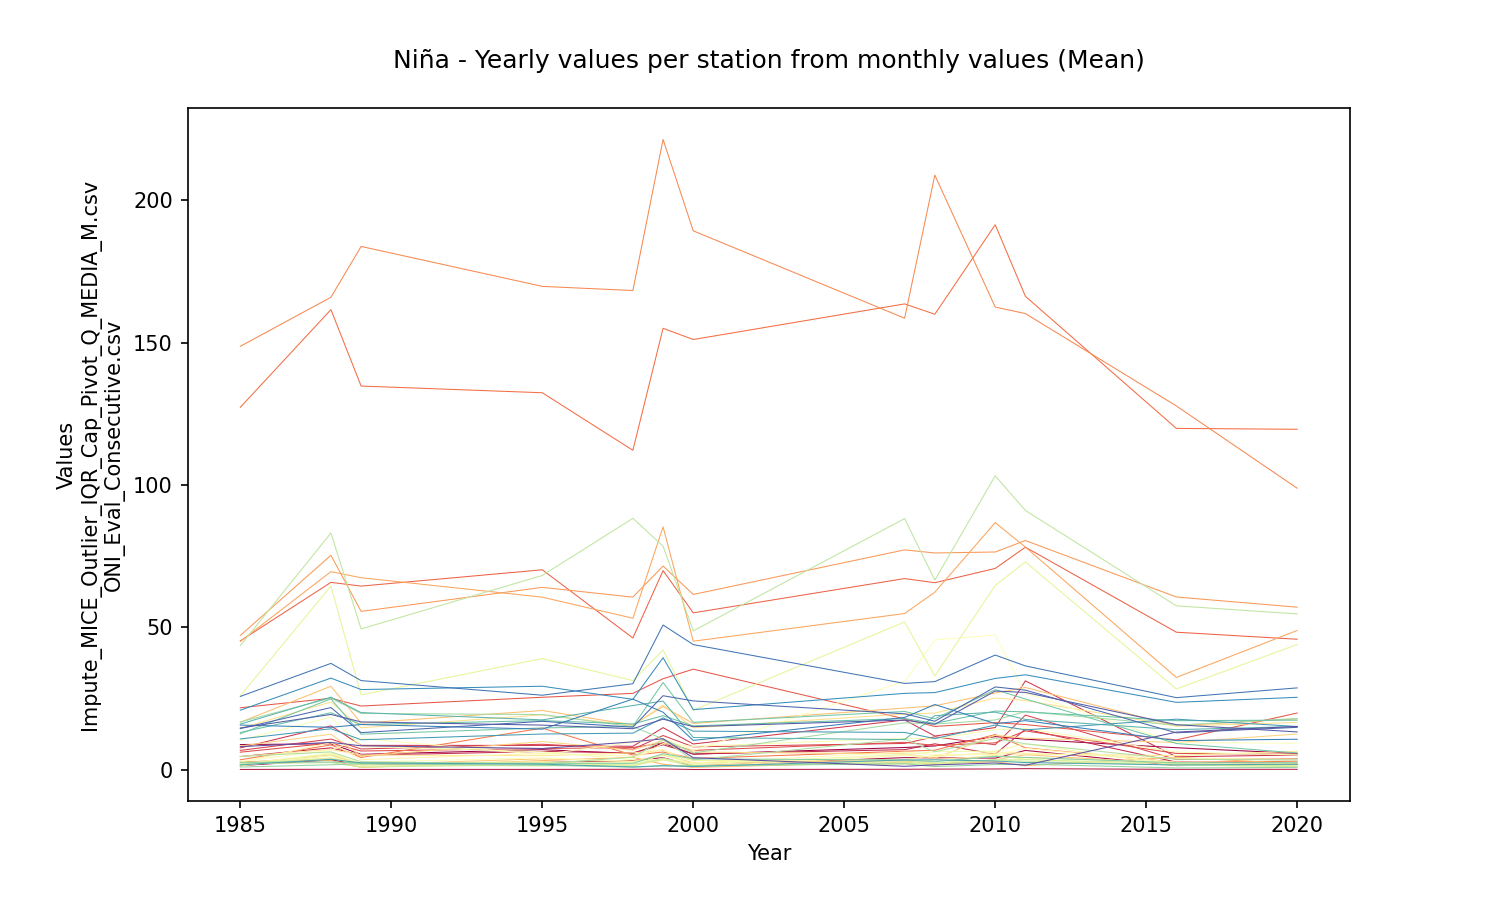 Niña - Yearly values per station from monthly values (Mean)
Values
Impute_MICE_Outlier_IQR_Cap_Pivot_Q_MEDIA_M.csv
ONI_Eval_Consecutive.csv
200
150
100
50
0
1985
1990
1995
2000
2005
2010
2015
2020
Year